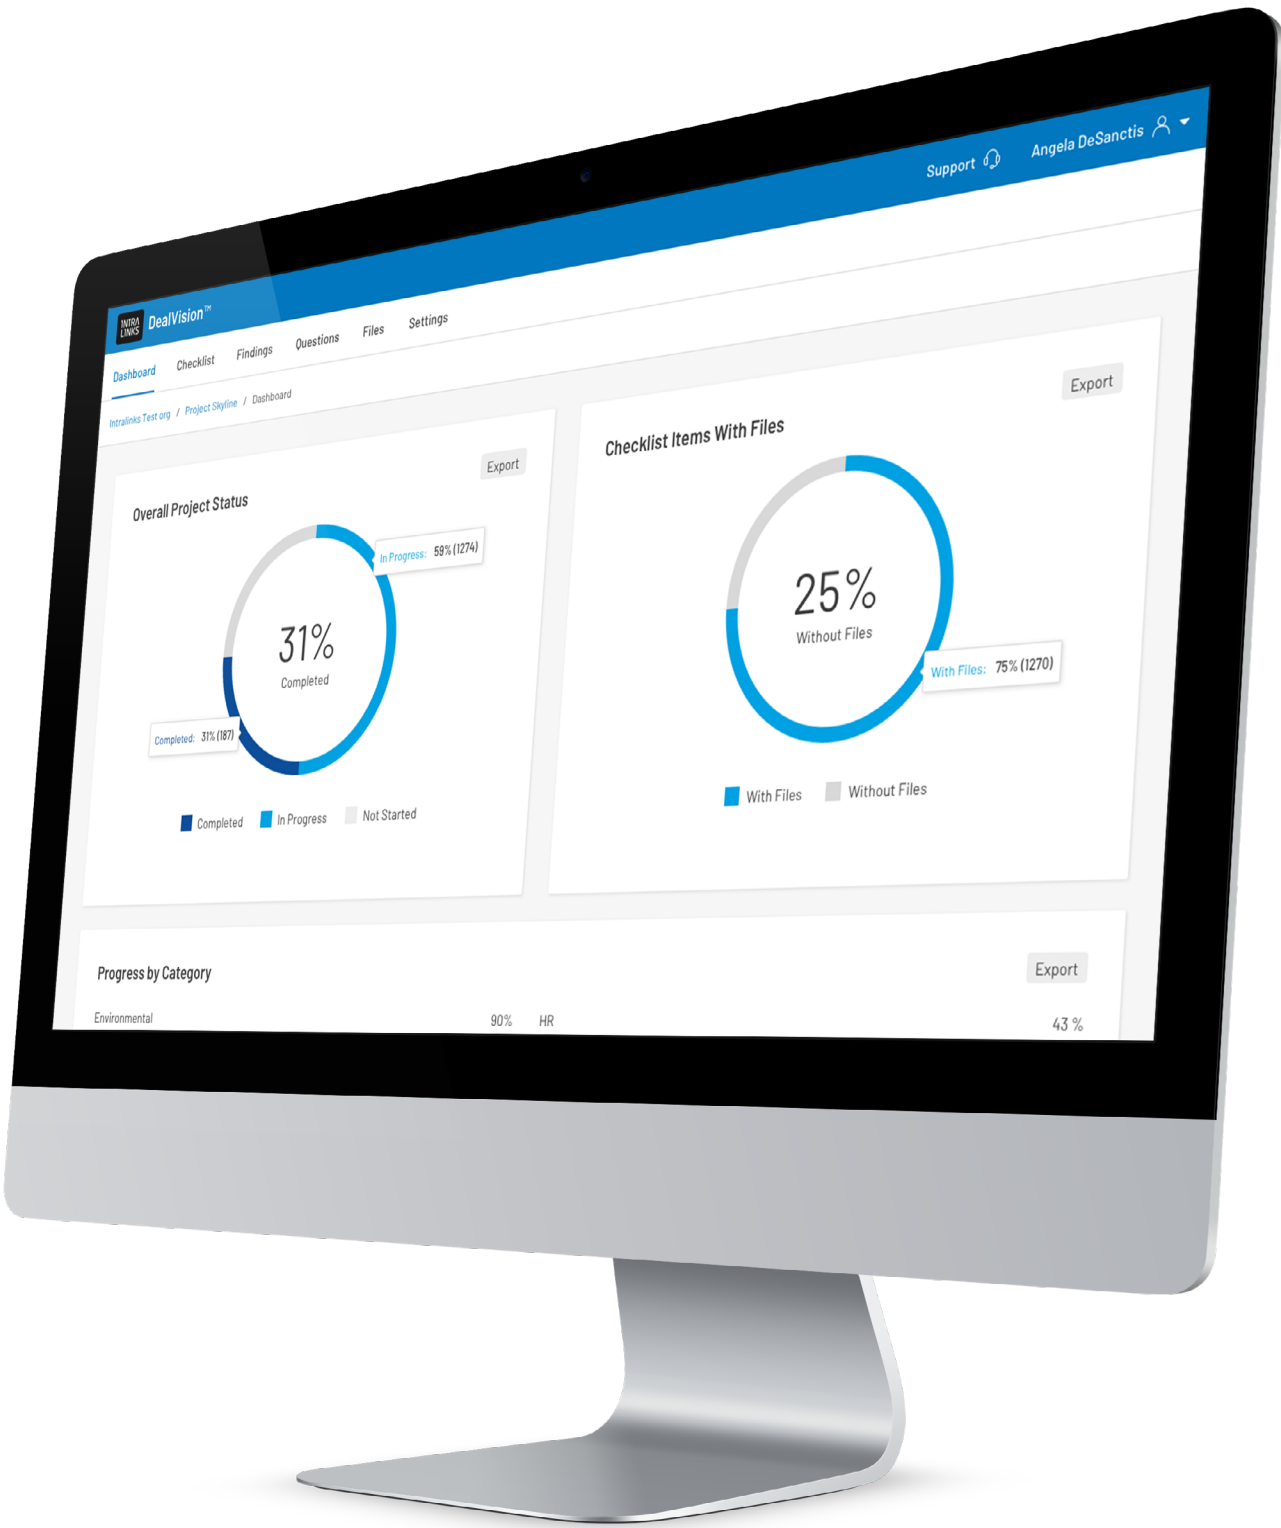 INTRA
LINKS
DealVision™
Support
Angela DeSanctis
Dashboard
Checklist
Findings
Questions
Files
Settings
Intralinks Test org / Project Skyline / Dashboard
Overall Project Status
Export
In Progress: 59% (1274)
31%
Completed
Completed: 31% (187)
Completed
In Progress
Not Started
Checklist Items With Files
Export
25%
Without Files
With Files: 75% (1270)
With Files
Without Files
Progress by Category
Export
Environmental 90%
HR 43 %